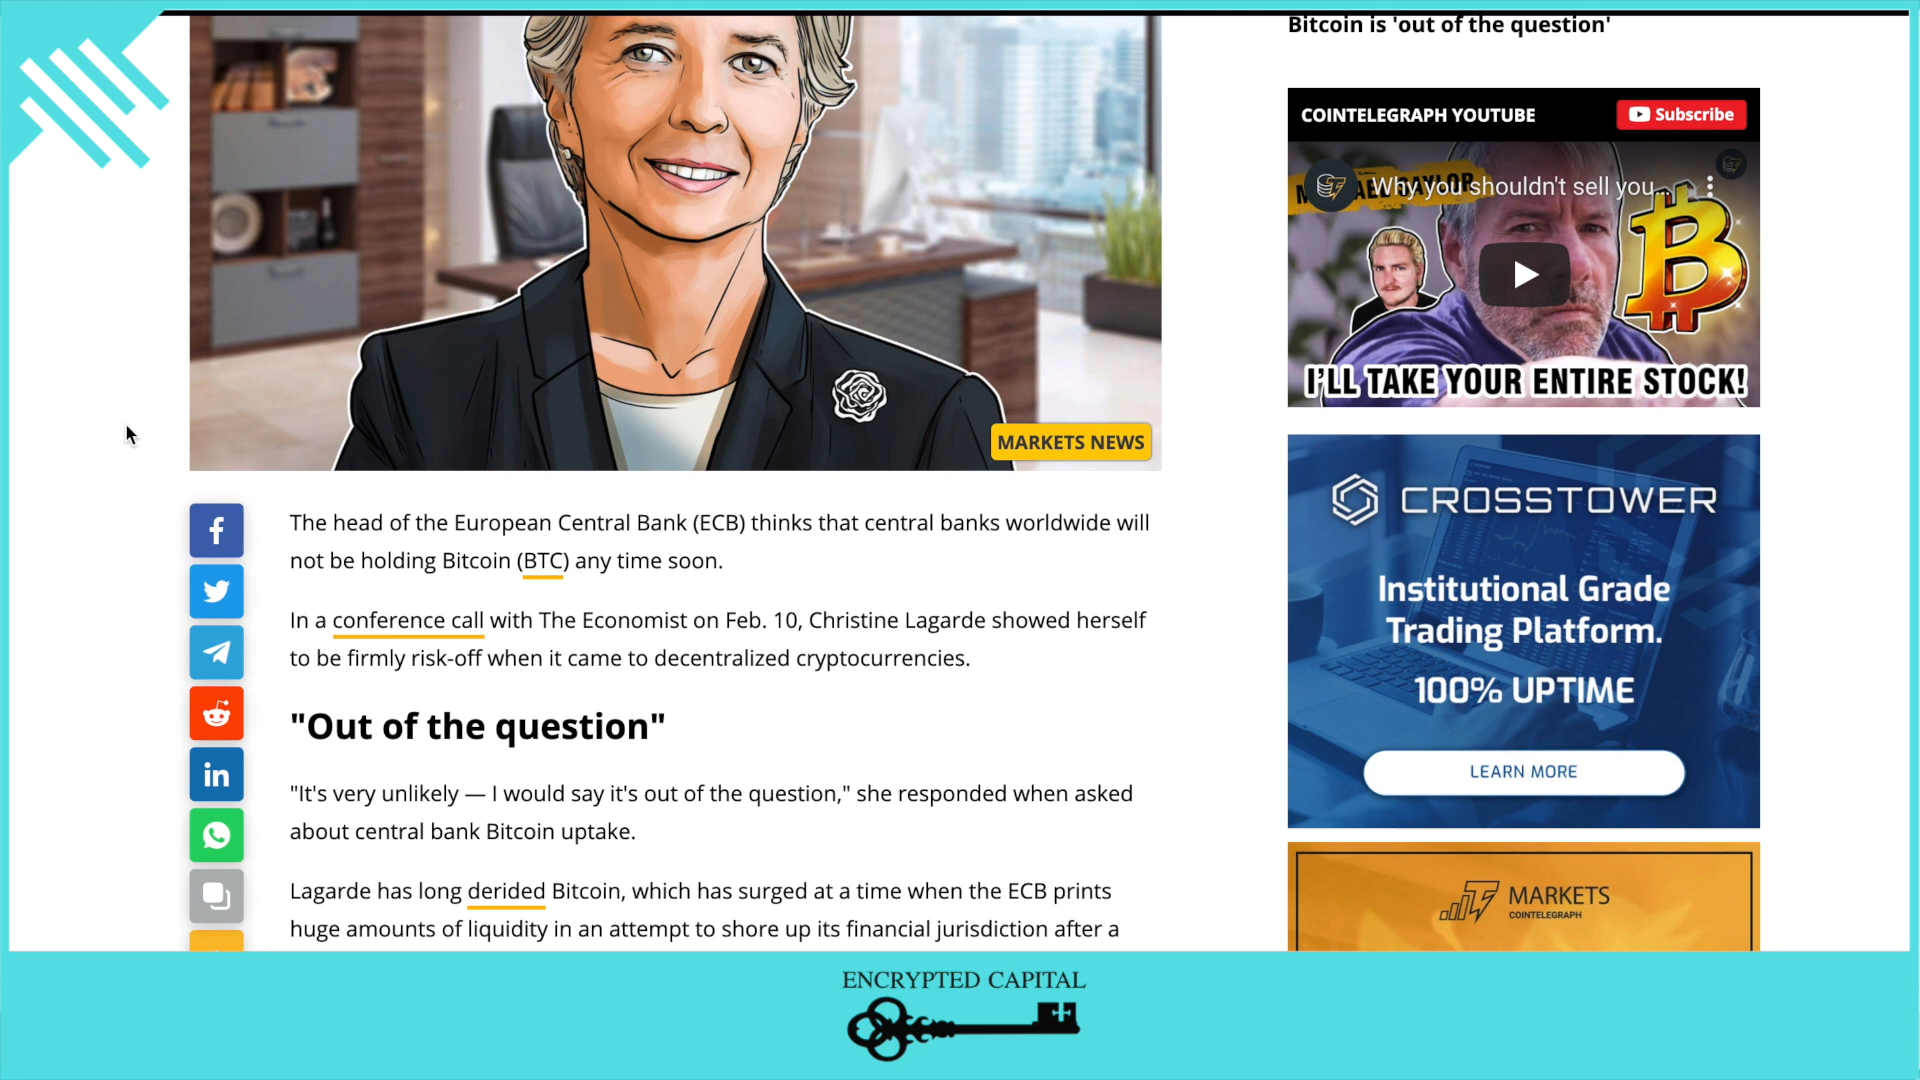 Bitcoin is 'out of the question'
COINTELEGRAPH YOUTUBE
Subscribe
Why you shouldn't sell you...
I'LL TAKE YOUR ENTIRE STOCK!
MARKETS NEWS
The head of the European Central Bank (ECB) thinks that central banks worldwide will
not be holding Bitcoin (BTC) any time soon.
In a conference call with The Economist on Feb. 10, Christine Lagarde showed herself
to be firmly risk-off when it came to decentralized cryptocurrencies.
"Out of the question"
"It's very unlikely — I would say it's out of the question," she responded when asked
about central bank Bitcoin uptake.
Lagarde has long derided Bitcoin, which has surged at a time when the ECB prints
huge amounts of liquidity in an attempt to shore up its financial jurisdiction after a
CROSSTOWER
Institutional Grade
Trading Platform.
100% UPTIME
LEARN MORE
MARKETS
COINTELEGRAPH
ENCRYPTED CAPITAL